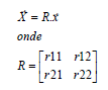 X⃗ = R.x
onde
R = [r11 r12
r21 r22]